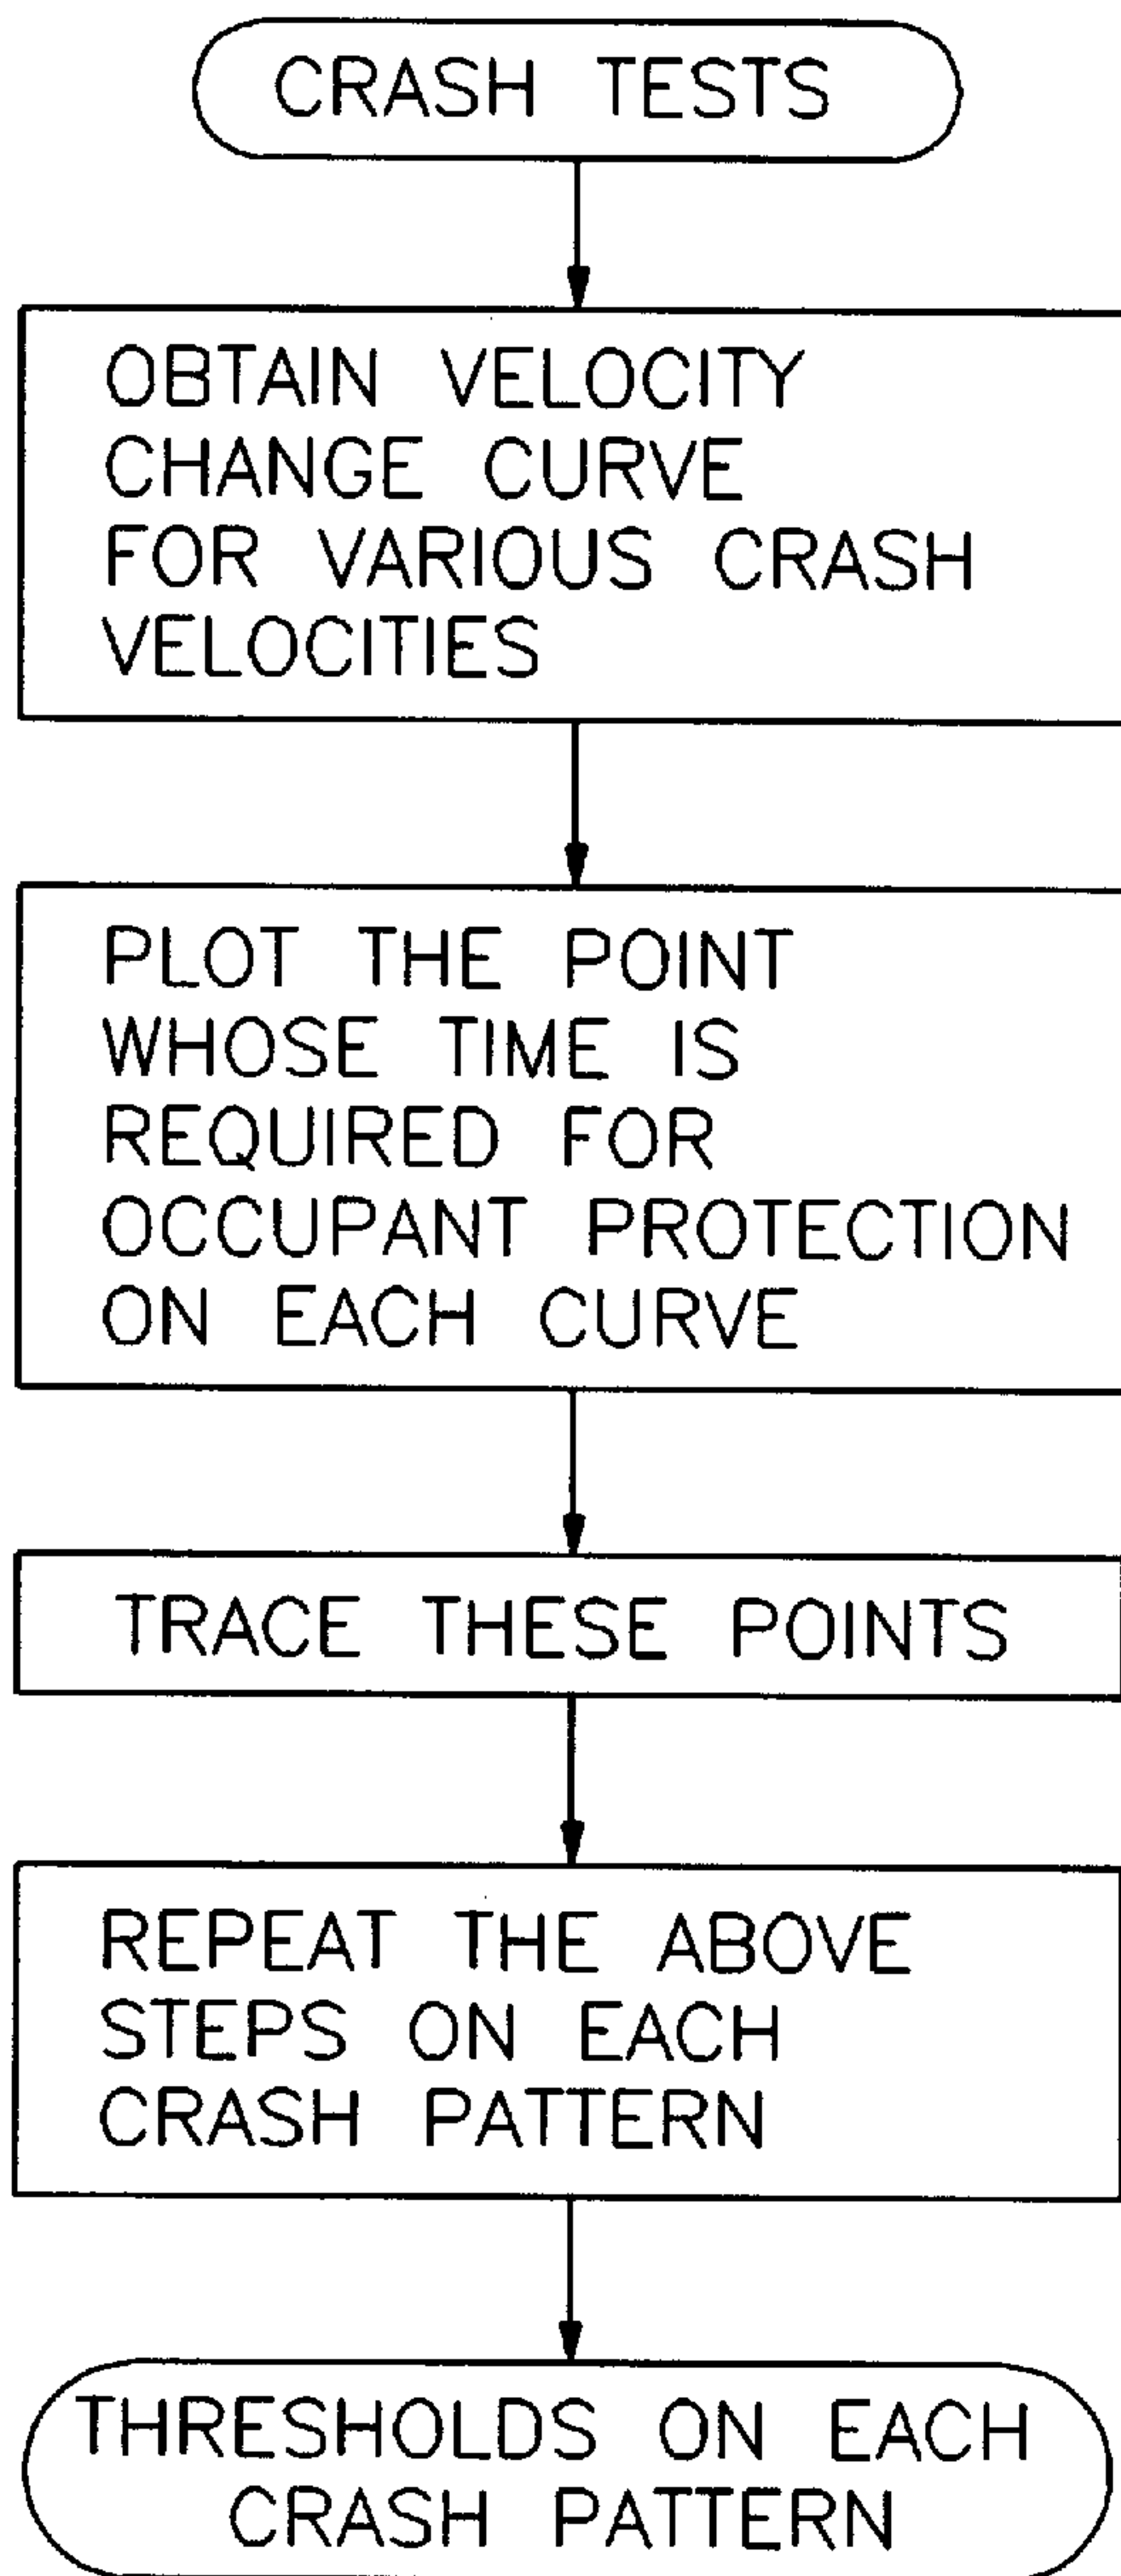 CRASH TESTS
OBTAIN VELOCITY
CHANGE CURVE
FOR VARIOUS CRASH
VELOCITIES
PLOT THE POINT
WHOSE TIME IS
REQUIRED FOR
OCCUPANT PROTECTION
ON EACH CURVE
TRACE THESE POINTS
REPEAT THE ABOVE
STEPS ON EACH
CRASH PATTERN
THRESHOLDS ON EACH
CRASH PATTERN